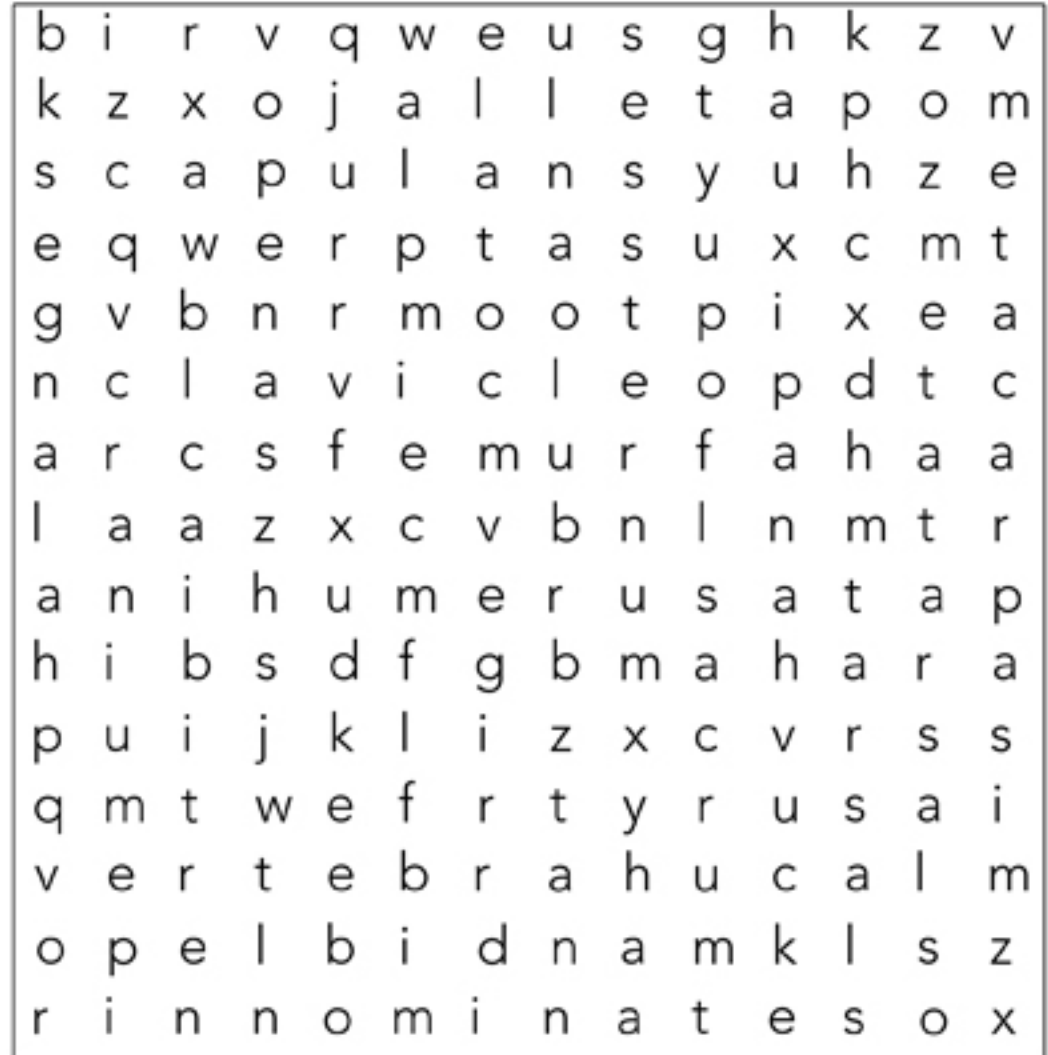 b i r v q w e u s g h k z v
k z x o j a l l e t a p o m
s c a p u l a n s y u h z e
e q w e r p t a s u x c m t
g v b n r m o o t p i x e a
n c l a v i c l e o p d t c
a r c s f e m u r f a h a a
l a a z x c v b n l n m t r
a n i h u m e r u s a t a p
h i b s d f g b m a h a r a
p u i j k l i z x c v r s s
q m t w e f r t y r u s a i
v e r t e b r a h u c a l m
o p e l b i d n a m k l s z
r i n n o m i n a t e s o x